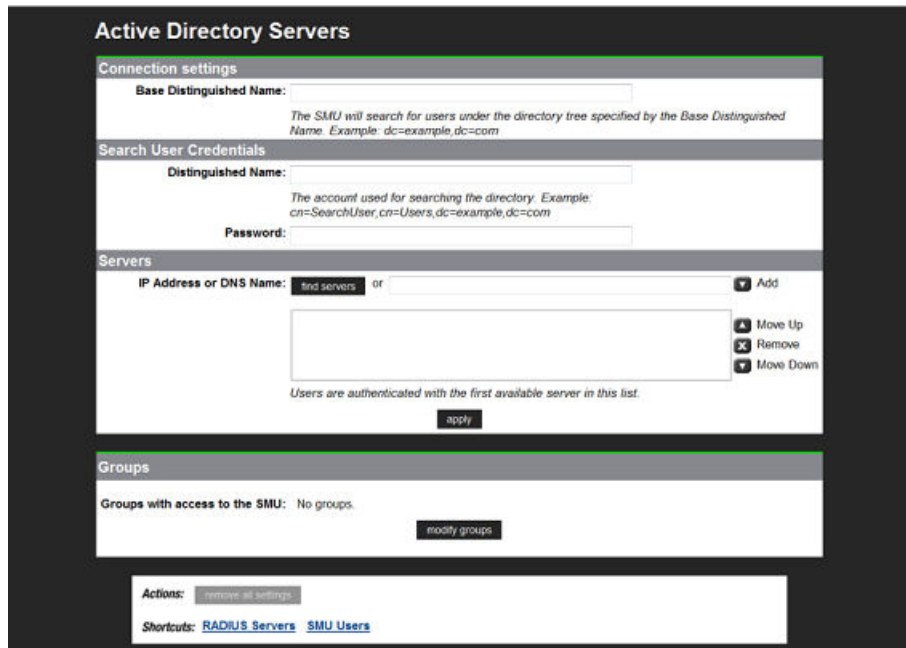 Active Directory Servers
Connection settings
Base Distinguished Name:
The SMU will search for users under the directory tree specified by the Base Distinguished
Name. Example: dc=example,dc=com
Search User Credentials
Distinguished Name:
The account used for searching the directory. Example:
cn=SearchUser,cn=Users,dc=example,dc=com
Password:
Servers
IP Address or DNS Name: find servers or Add
Move Up
Remove
Move Down
Users are authenticated with the first available server in this list.
apply
Groups
Groups with access to the SMU: No groups.
modify groups
Actions: remove all settings
Shortcuts: RADIUS Servers SMU Users